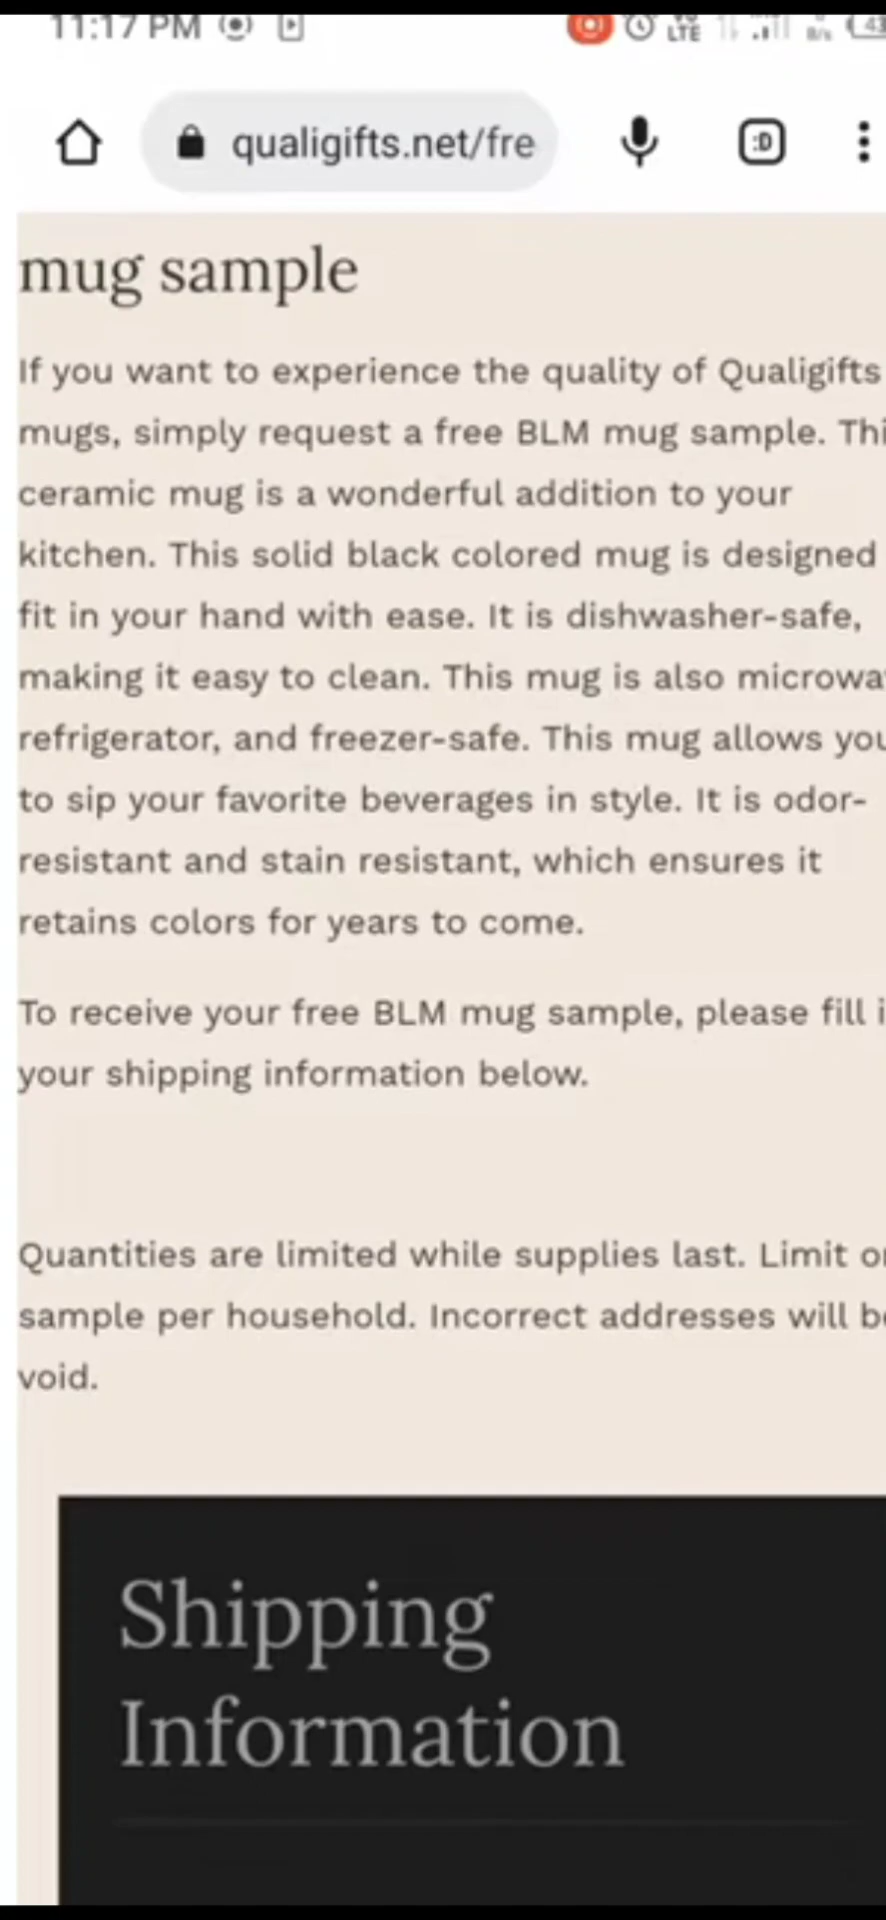 11:17 PM
LTE
43
qualigifts.net/fre
:D
mug sample
If you want to experience the quality of Qualigifts
mugs, simply request a free BLM mug sample. Thi
ceramic mug is a wonderful addition to your
kitchen. This solid black colored mug is designed
fit in your hand with ease. It is dishwasher-safe,
making it easy to clean. This mug is also microwa
refrigerator, and freezer-safe. This mug allows you
to sip your favorite beverages in style. It is odor-
resistant and stain resistant, which ensures it
retains colors for years to come.
To receive your free BLM mug sample, please fill i
your shipping information below.
Quantities are limited while supplies last. Limit o
sample per household. Incorrect addresses will be
void.
Shipping
Information